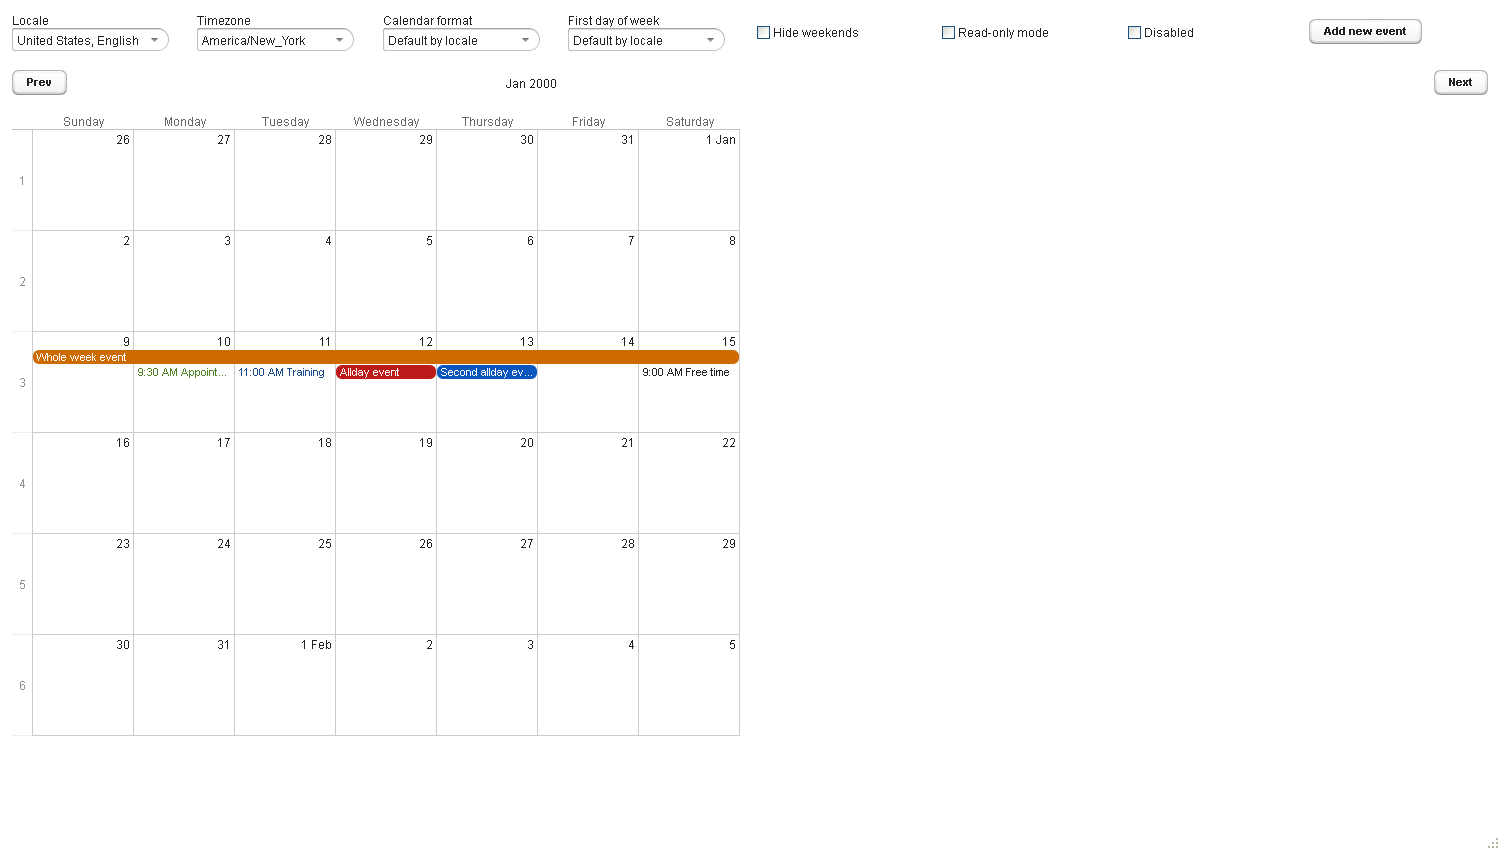 Locale Timezone Calendar format First day of week
United States, English America/New_York Default by locale Default by locale Hide weekends Read-only mode Disabled Add new event
Prev Jan 2000 Next
Sunday Monday Tuesday Wednesday Thursday Friday Saturday
26 27 28 29 30 31 1 Jan
1
2 3 4 5 6 7 8
2
9 10 11 12 13 14 15
Whole week event
9:30 AM Appoint... 11:00 AM Training Allday event Second allday ev... 9:00 AM Free time
3
16 17 18 19 20 21 22
4
23 24 25 26 27 28 29
5
30 31 1 Feb 2 3 4 5
6